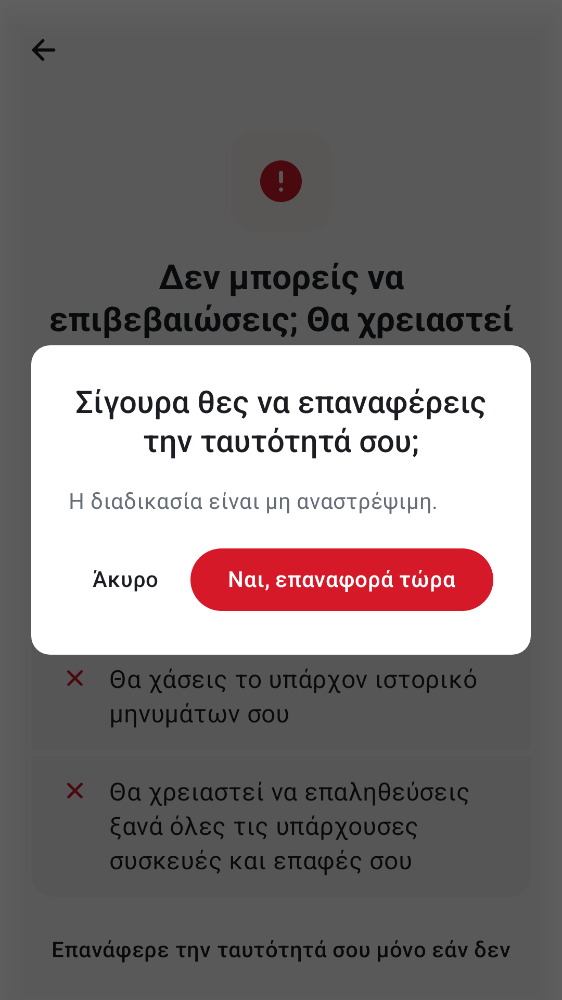 Δεν μπορείς να
επιβεβαιώσεις; Θα χρειαστεί
Σίγουρα θες να επαναφέρεις
την ταυτότητά σου;
Η διαδικασία είναι μη αναστρέψιμη.
Άκυρο
Ναι, επαναφορά τώρα
Θα χάσεις το υπάρχον ιστορικό
μηνυμάτων σου
Θα χρειαστεί να επαληθεύσεις
ξανά όλες τις υπάρχουσες
συσκευές και επαφές σου
Επανάφερε την ταυτότητά σου μόνο εάν δεν